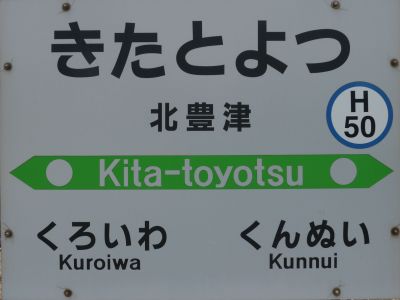 きたとよつ
北豊津
H
50
Kita-toyotsu
くろいわ くんぬい
Kuroiwa Kunnui